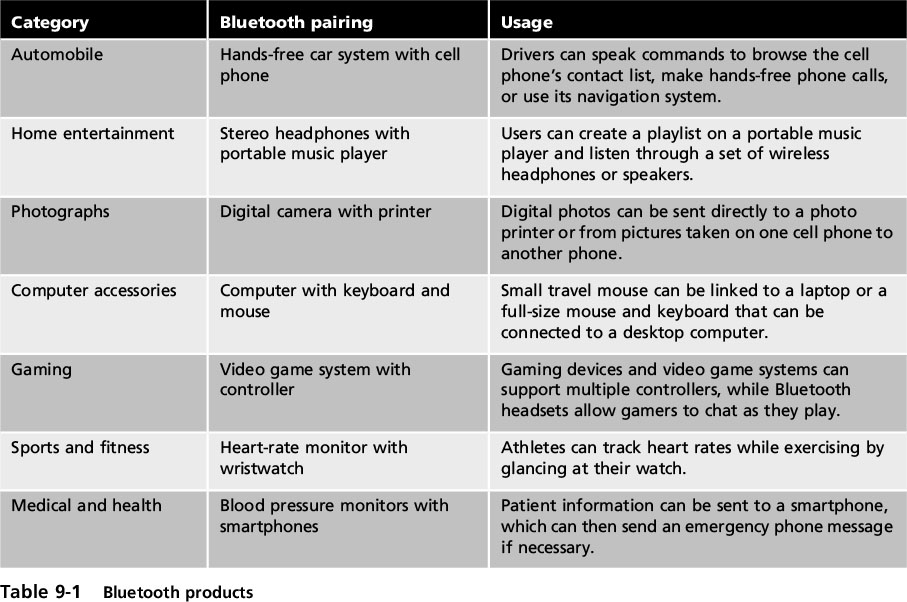 Category Bluetooth pairing Usage
Automobile Hands-free car system with cell Drivers can speak commands to browse the cell
phone phone's contact list, make hands-free phone calls,
or use its navigation system.
Home entertainment Stereo headphones with Users can create a playlist on a portable music
portable music player player and listen through a set of wireless
headphones or speakers.
Photographs Digital camera with printer Digital photos can be sent directly to a photo
printer or from pictures taken on one cell phone to
another phone.
Computer accessories Computer with keyboard and Small travel mouse can be linked to a laptop or a
mouse full-size mouse and keyboard that can be
connected to a desktop computer.
Gaming Video game system with Gaming devices and video game systems can
controller support multiple controllers, while Bluetooth
headsets allow gamers to chat as they play.
Sports and fitness Heart-rate monitor with Athletes can track heart rates while exercising by
wristwatch glancing at their watch.
Medical and health Blood pressure monitors with Patient information can be sent to a smartphone,
smartphones which can then send an emergency phone message
if necessary.
Table 9-1 Bluetooth products